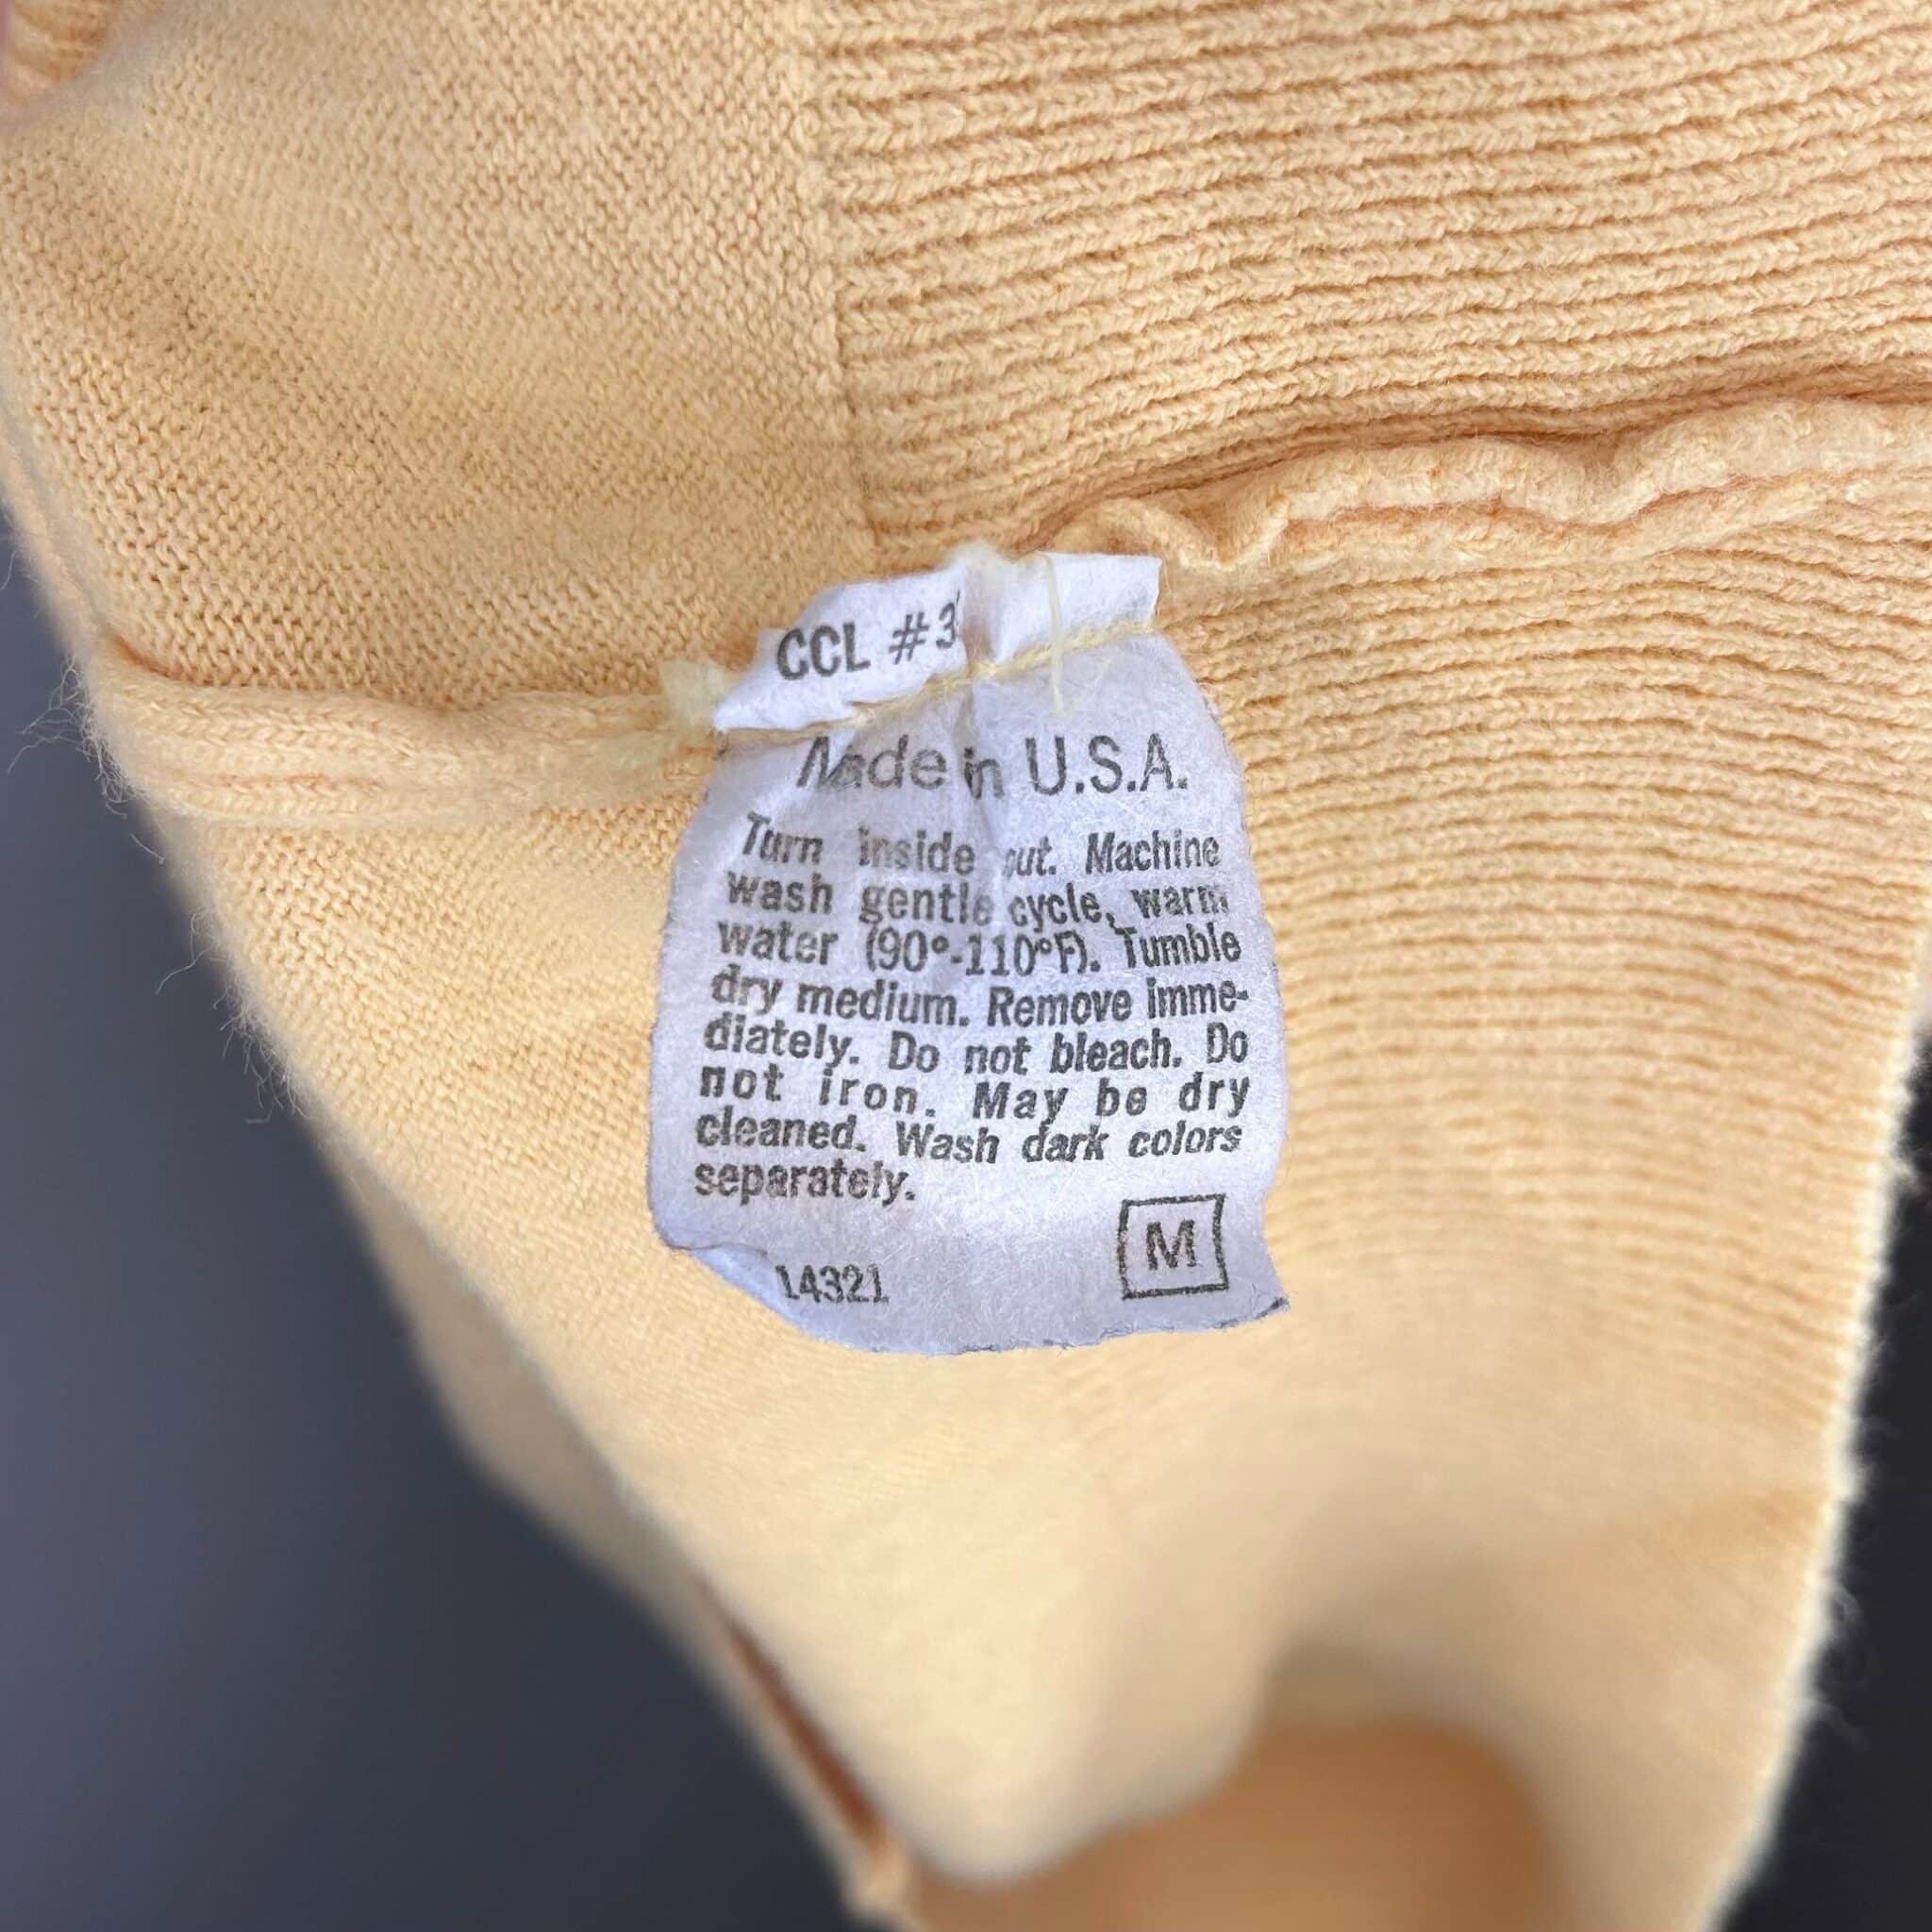 CCL #3
Made in U.S.A.
Turn inside out. Machine
wash gentle cycle, warm
water (90°-110°F). Tumble
dry medium. Remove imme-
diately. Do not bleach. Do
not iron. May be dry
cleaned. Wash dark colors
separately.
M
14321